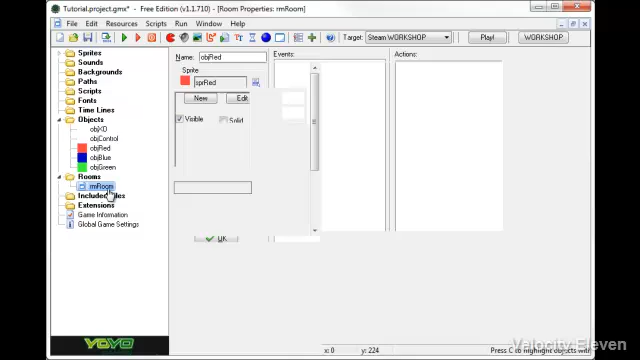 Tutorial.project.gmx* - Free Edition (v1.1.710) - [Room Properties: rmRoom]
File Edit Resources Scripts Run Window Help
Target: Steam WORKSHOP Play! WORKSHOP
Sprites
Sounds
Backgrounds
Paths
Scripts
Fonts
Time Lines
Objects
objXO
objControl
objRed
objBlue
objGreen
Rooms
rmRoom
Included Files
Extensions
Game Information
Global Game Settings
YOYO
Name: objRed
Sprite
sprRed
New Edit
Visible Solid
OK
Events:
Actions:
x: 0 y: 224 Press C to highlight objects with
Velocity Eleven